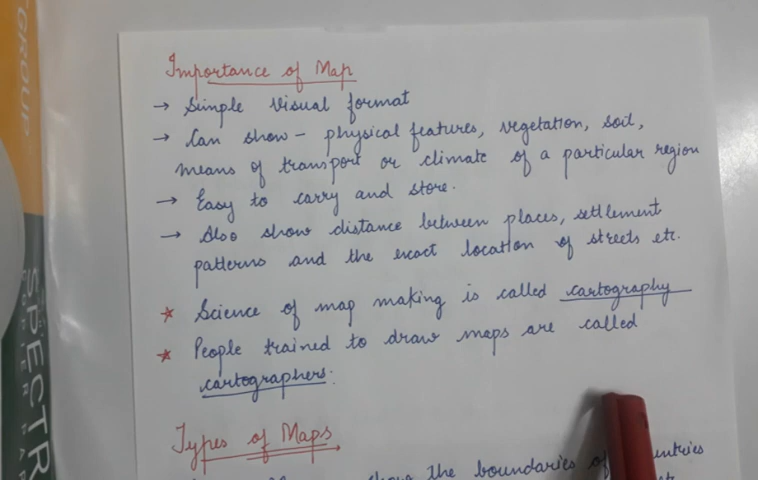 Importance of Map
→ Simple visual format
→ Can show - physical features, vegetation, soil,
means of transport or climate of a particular region
→ Easy to carry and store.
→ Also show distance between places, settlement
patterns and the exact location of streets etc.
* Science of map making is called cartography
* People trained to draw maps are called
cartographers.
Types of Maps
the boundaries of
GROUP
SPECTR